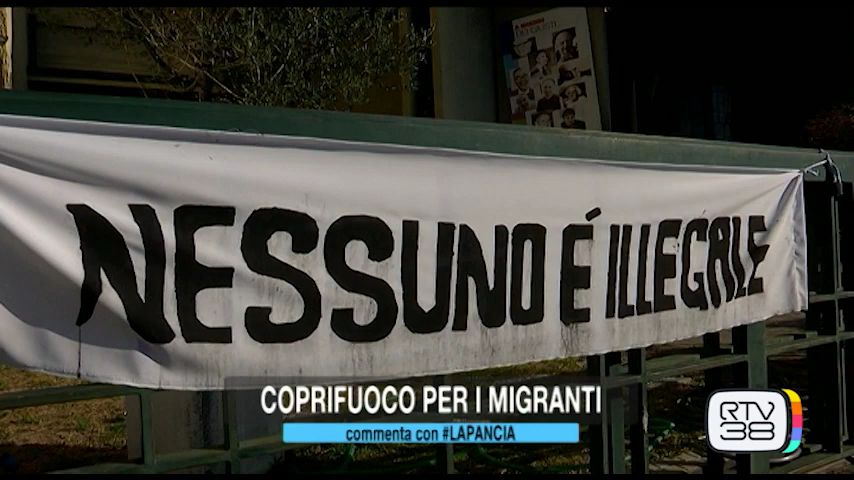 NESSUNO É ILLEGALE
COPRIFUOCO PER I MIGRANTI
commenta con #LAPANCIA
RTV
38